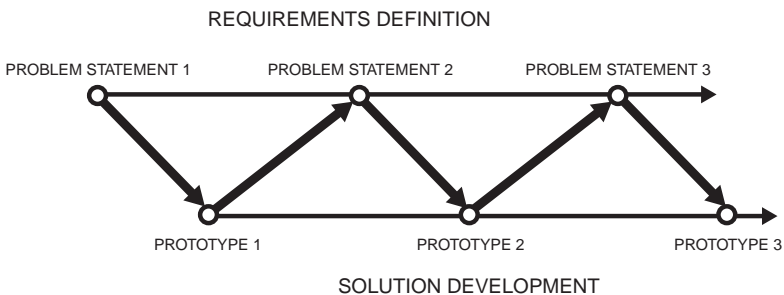 REQUIREMENTS DEFINITION
PROBLEM STATEMENT 1
PROBLEM STATEMENT 2
PROBLEM STATEMENT 3
PROTOTYPE 1
PROTOTYPE 2
PROTOTYPE 3
SOLUTION DEVELOPMENT